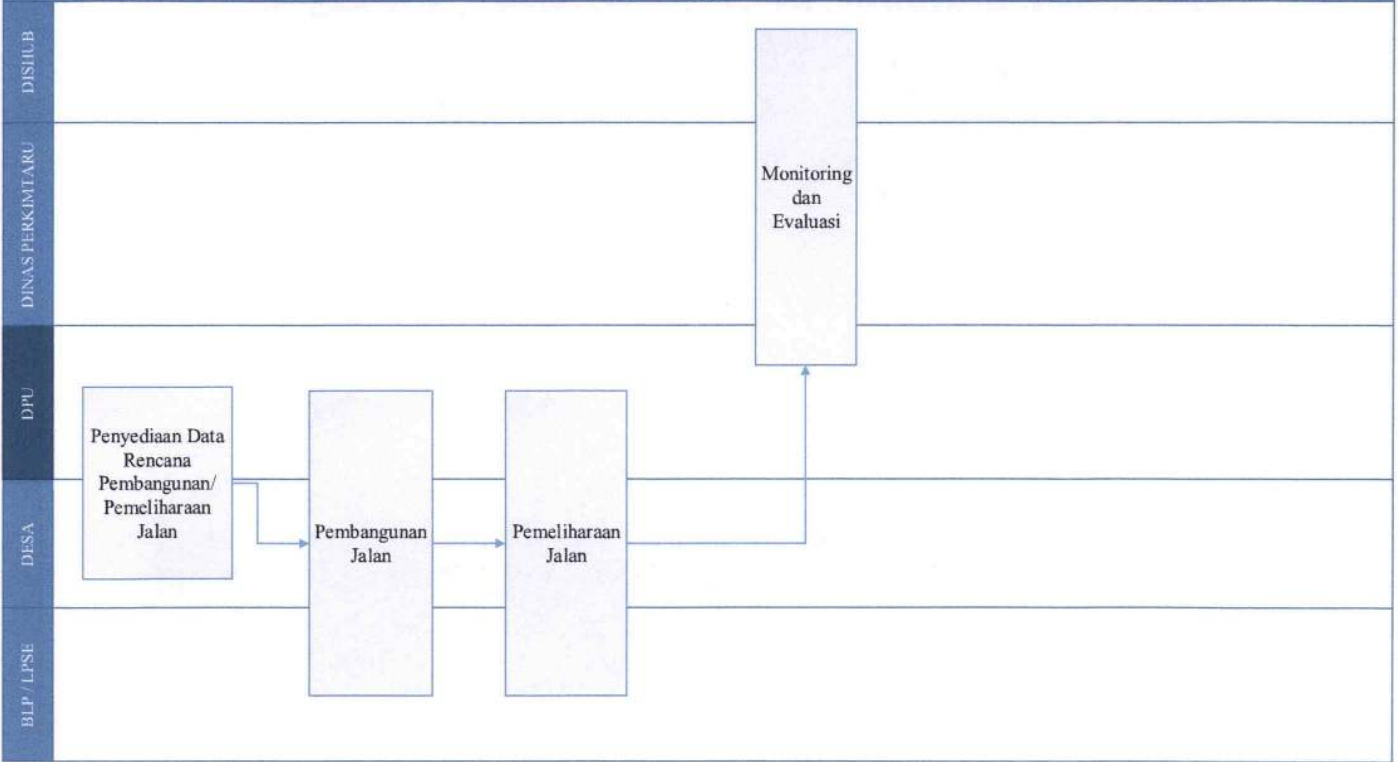 DISHUB
DINAS PERKIMTARU
DPU
DESA
BLP / LPSE
Penyediaan Data
Rencana
Pembangunan/
Pemeliharaan
Jalan
Pembangunan
Jalan
Pemeliharaan
Jalan
Monitoring
dan
Evaluasi